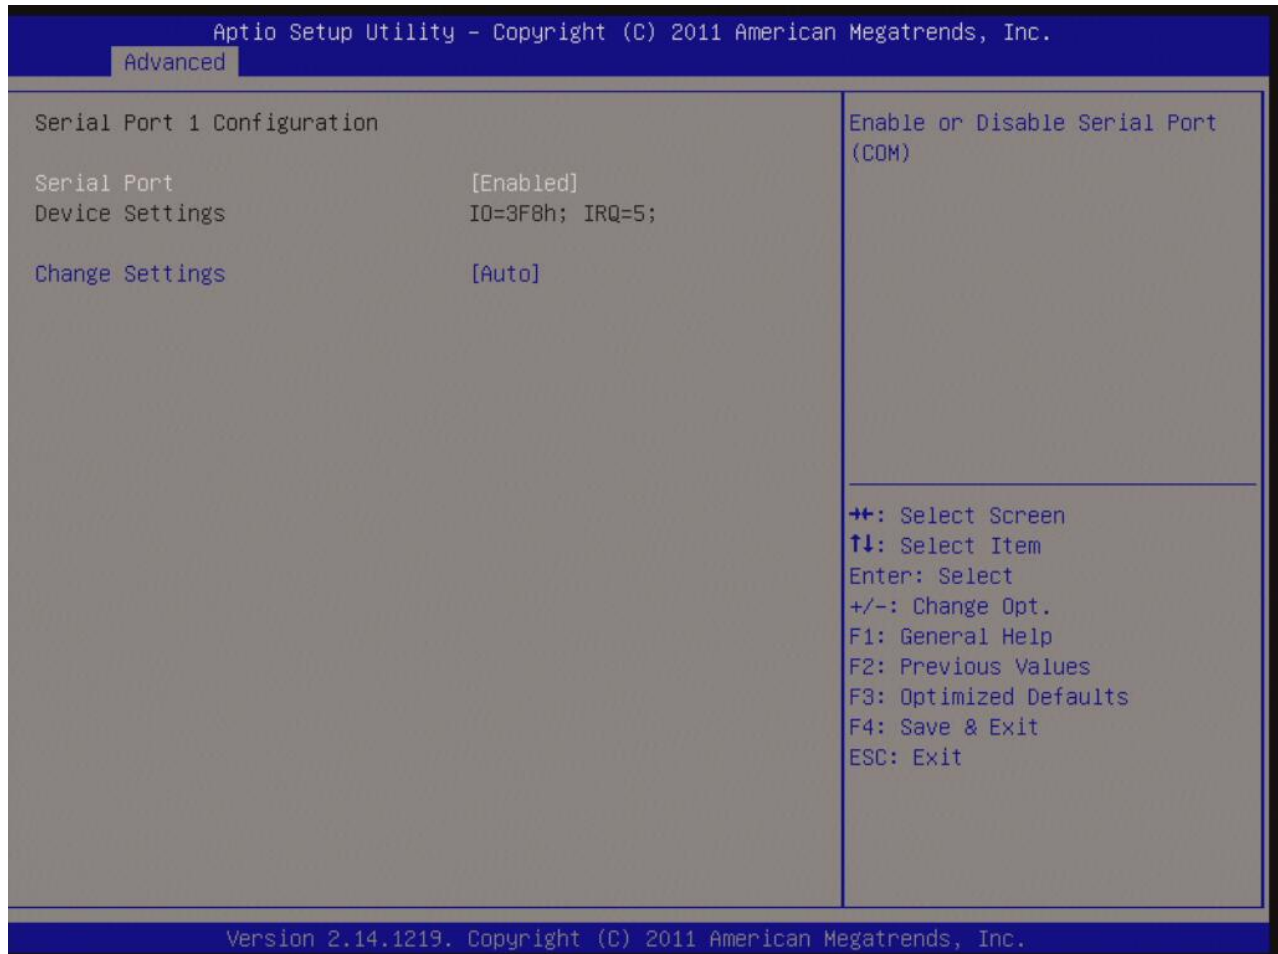 Aptio Setup Utility – Copyright (C) 2011 American Megatrends, Inc.
Advanced
Serial Port 1 Configuration
Serial Port [Enabled]
Device Settings IO=3F8h; IRQ=5;
Change Settings [Auto]
Enable or Disable Serial Port
(COM)
→←: Select Screen
↑↓: Select Item
Enter: Select
+/-: Change Opt.
F1: General Help
F2: Previous Values
F3: Optimized Defaults
F4: Save & Exit
ESC: Exit
Version 2.14.1219. Copyright (C) 2011 American Megatrends, Inc.